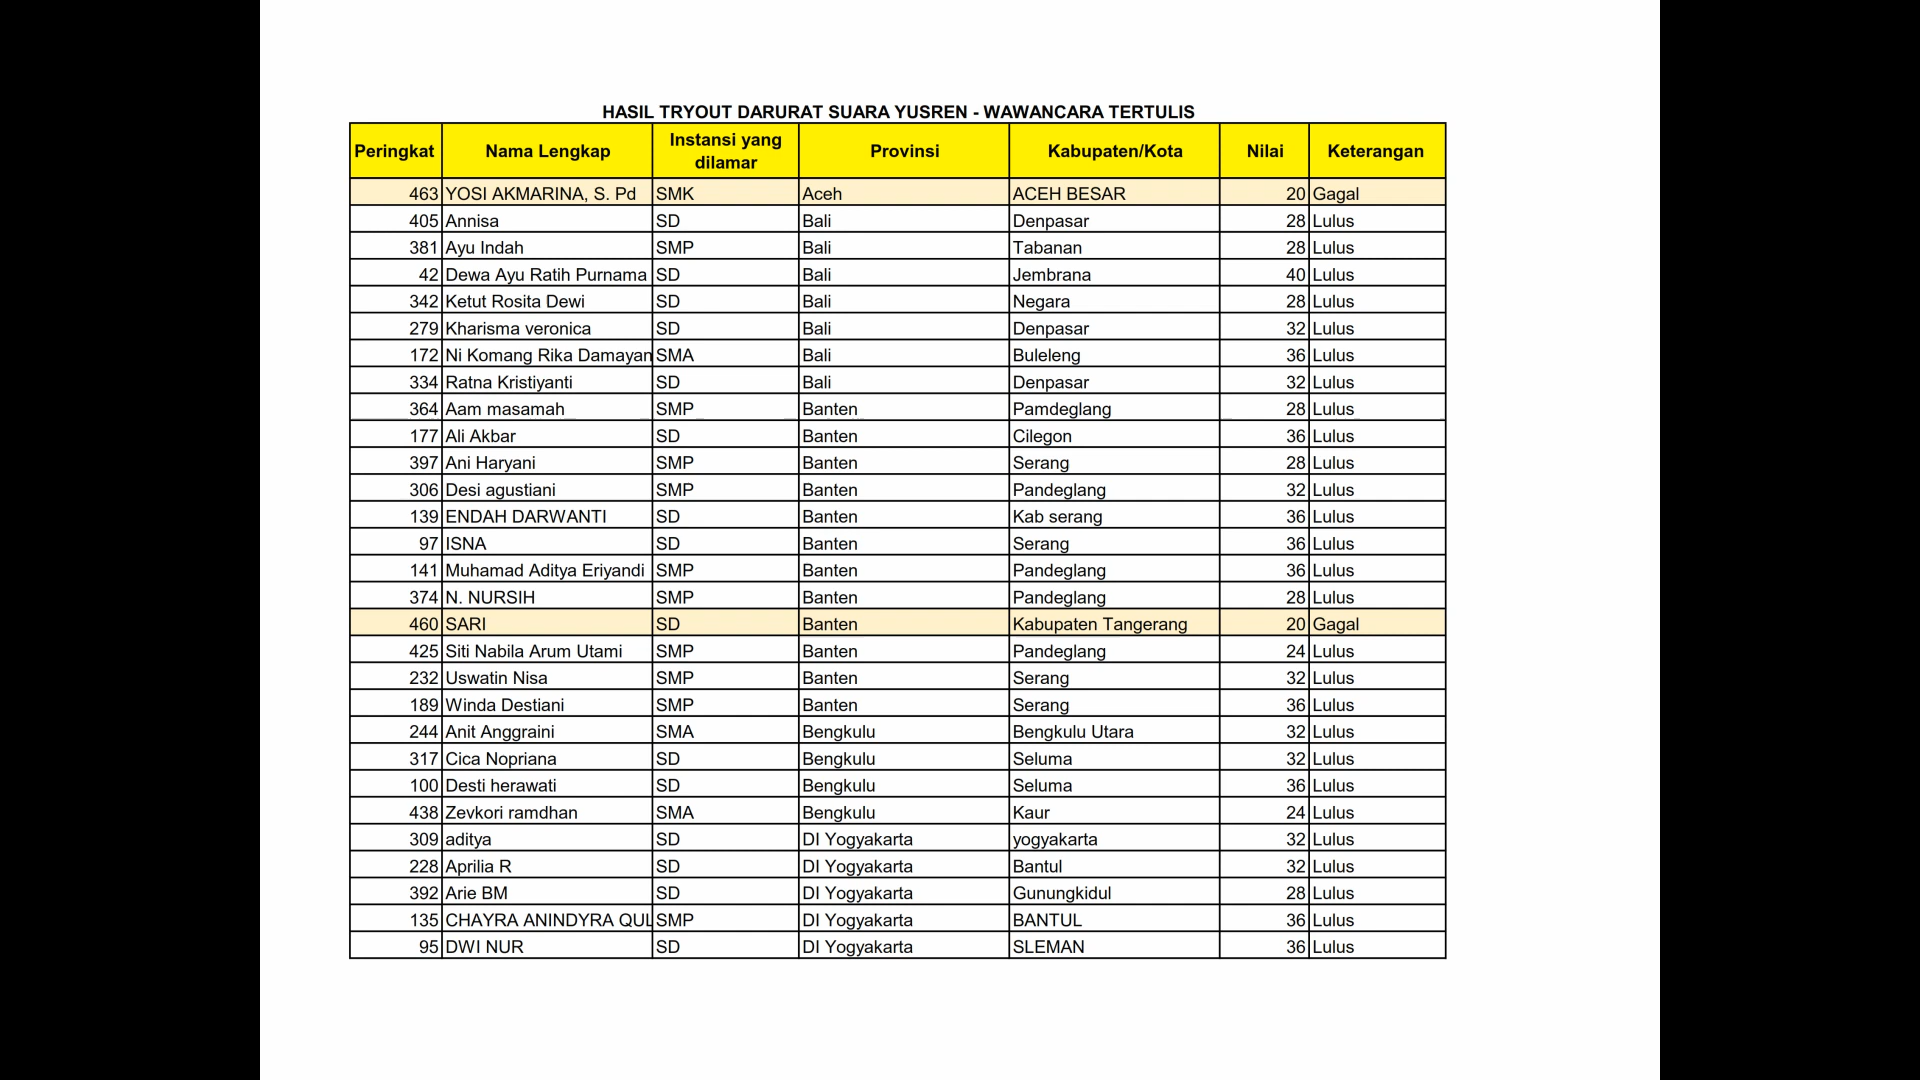 HASIL TRYOUT DARURAT SUARA YUSREN - WAWANCARA TERTULIS
Peringkat Nama Lengkap Instansi yang dilamar Provinsi Kabupaten/Kota Nilai Keterangan
463 YOSI AKMARINA, S. Pd SMK Aceh ACEH BESAR 20 Gagal
405 Annisa SD Bali Denpasar 28 Lulus
381 Ayu Indah SMP Bali Tabanan 28 Lulus
42 Dewa Ayu Ratih Purnama SD Bali Jembrana 40 Lulus
342 Ketut Rosita Dewi SD Bali Negara 28 Lulus
279 Kharisma veronica SD Bali Denpasar 32 Lulus
172 Ni Komang Rika Damayan SMA Bali Buleleng 36 Lulus
334 Ratna Kristiyanti SD Bali Denpasar 32 Lulus
364 Aam masamah SMP Banten Pamdeglang 28 Lulus
177 Ali Akbar SD Banten Cilegon 36 Lulus
397 Ani Haryani SMP Banten Serang 28 Lulus
306 Desi agustiani SMP Banten Pandeglang 32 Lulus
139 ENDAH DARWANTI SD Banten Kab serang 36 Lulus
97 ISNA SD Banten Serang 36 Lulus
141 Muhamad Aditya Eriyandi SMP Banten Pandeglang 36 Lulus
374 N. NURSIH SMP Banten Pandeglang 28 Lulus
460 SARI SD Banten Kabupaten Tangerang 20 Gagal
425 Siti Nabila Arum Utami SMP Banten Pandeglang 24 Lulus
232 Uswatin Nisa SMP Banten Serang 32 Lulus
189 Winda Destiani SMP Banten Serang 36 Lulus
244 Anit Anggraini SMA Bengkulu Bengkulu Utara 32 Lulus
317 Cica Nopriana SD Bengkulu Seluma 32 Lulus
100 Desti herawati SD Bengkulu Seluma 36 Lulus
438 Zevkori ramdhan SMA Bengkulu Kaur 24 Lulus
309 aditya SD DI Yogyakarta yogyakarta 32 Lulus
228 Aprilia R SD DI Yogyakarta Bantul 32 Lulus
392 Arie BM SD DI Yogyakarta Gunungkidul 28 Lulus
135 CHAYRA ANINDYRA QUL SMP DI Yogyakarta BANTUL 36 Lulus
95 DWI NUR SD DI Yogyakarta SLEMAN 36 Lulus